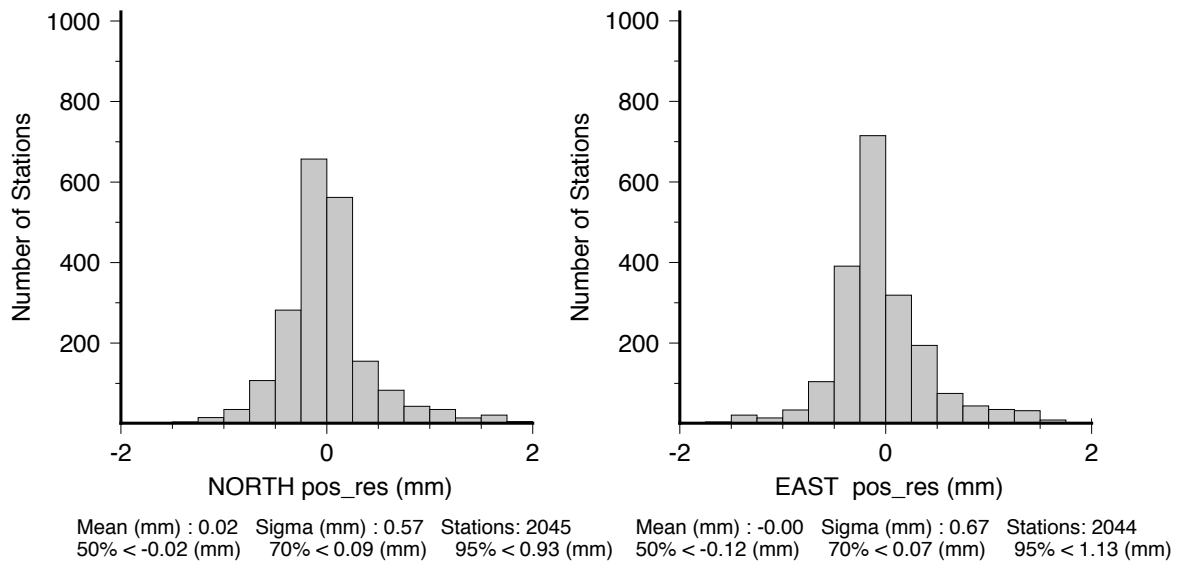 1000
800
600
400
200
Number of Stations
-2 0 2
NORTH pos_res (mm)
Mean (mm) : 0.02 Sigma (mm) : 0.57 Stations: 2045
50% < -0.02 (mm) 70% < 0.09 (mm) 95% < 0.93 (mm)
1000
800
600
400
200
Number of Stations
-2 0 2
EAST pos_res (mm)
Mean (mm) : -0.00 Sigma (mm) : 0.67 Stations: 2044
50% < -0.12 (mm) 70% < 0.07 (mm) 95% < 1.13 (mm)